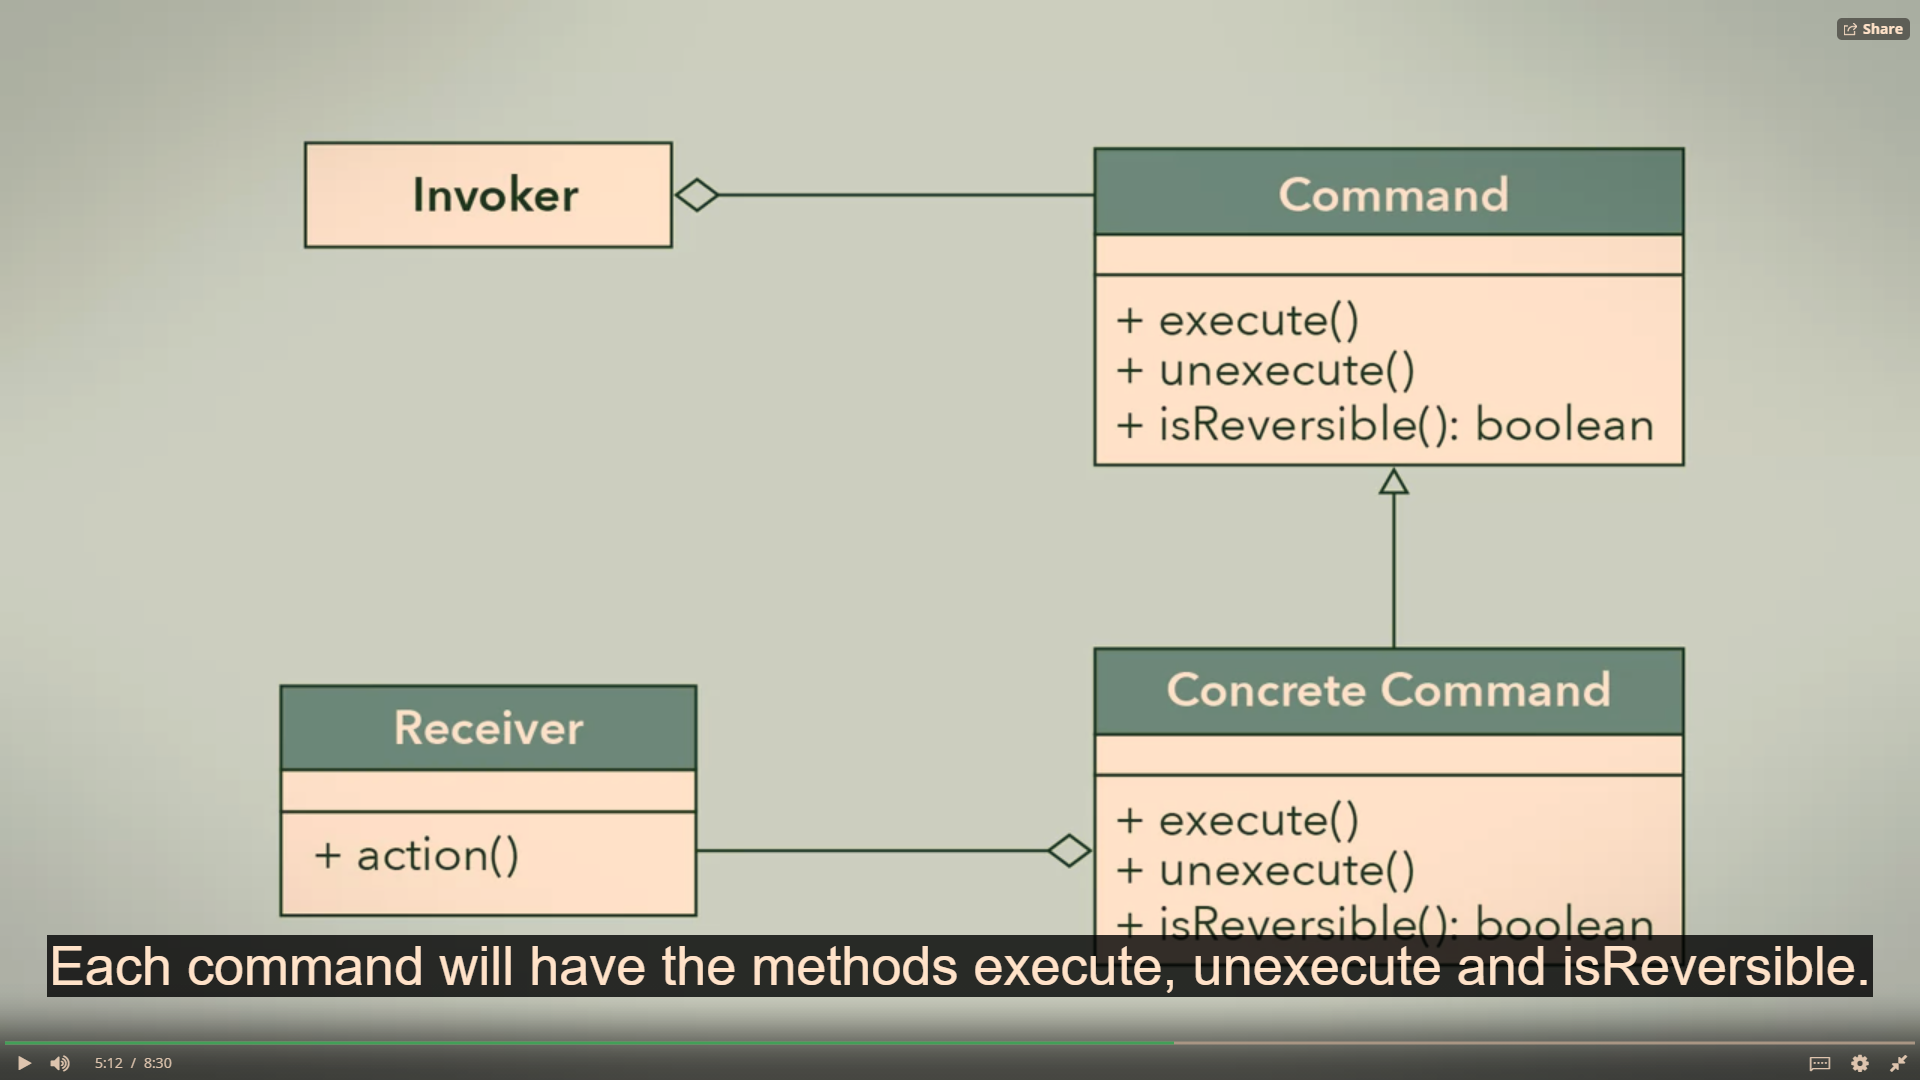 Share
Invoker
Command
+ execute()
+ unexecute()
+ isReversible(): boolean
Receiver
+ action()
Concrete Command
+ execute()
+ unexecute()
+ isReversible(): boolean
Each command will have the methods execute, unexecute and isReversible.
5:12 / 8:30